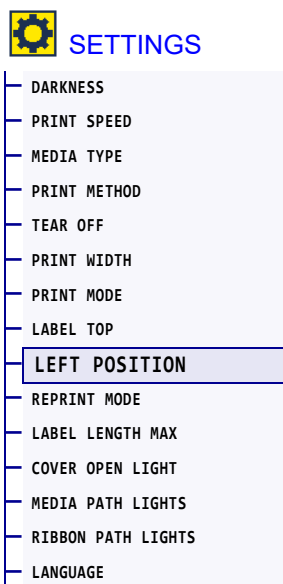 SETTINGS
DARKNESS
PRINT SPEED
MEDIA TYPE
PRINT METHOD
TEAR OFF
PRINT WIDTH
PRINT MODE
LABEL TOP
LEFT POSITION
REPRINT MODE
LABEL LENGTH MAX
COVER OPEN LIGHT
MEDIA PATH LIGHTS
RIBBON PATH LIGHTS
LANGUAGE